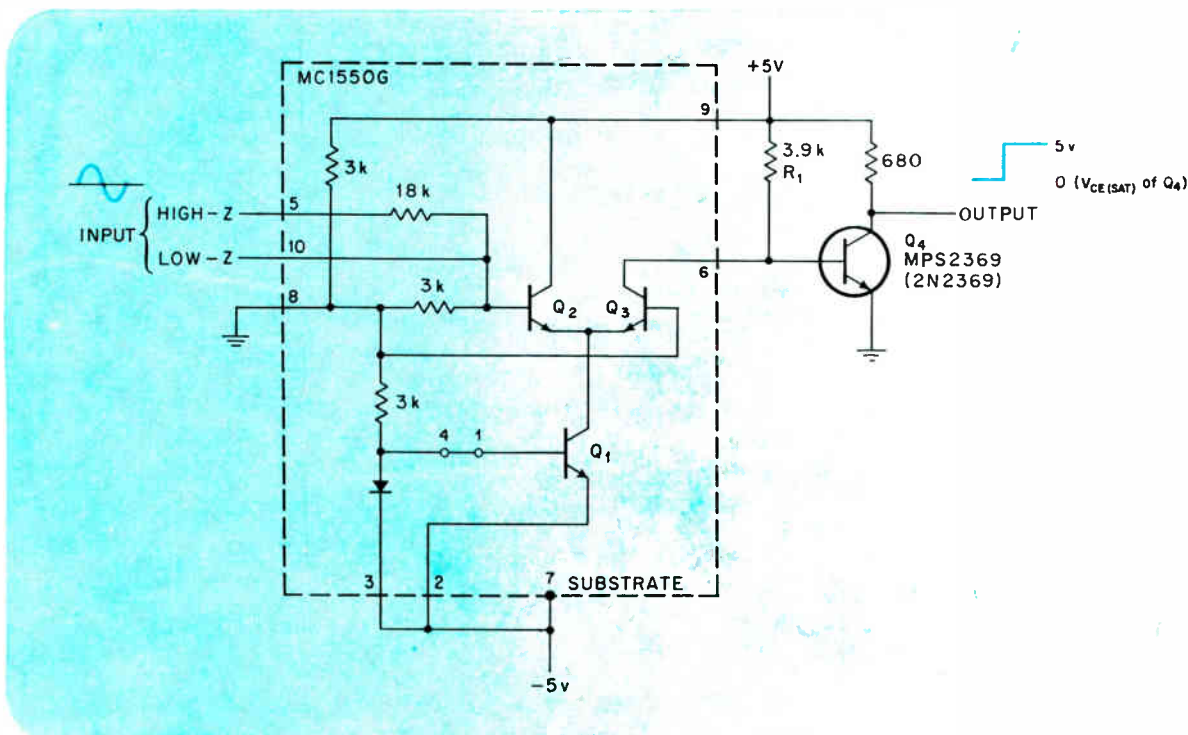 MC1550G
+5V
9
3k
3.9k
R1
680
5v
0 (VCE(SAT) of Q4)
18k
5
HIGH-Z
INPUT
10
LOW-Z
OUTPUT
Q4
MPS2369
(2N2369)
6
8
3k
Q2
Q3
3k
4
1
Q1
3
2
7
SUBSTRATE
-5v